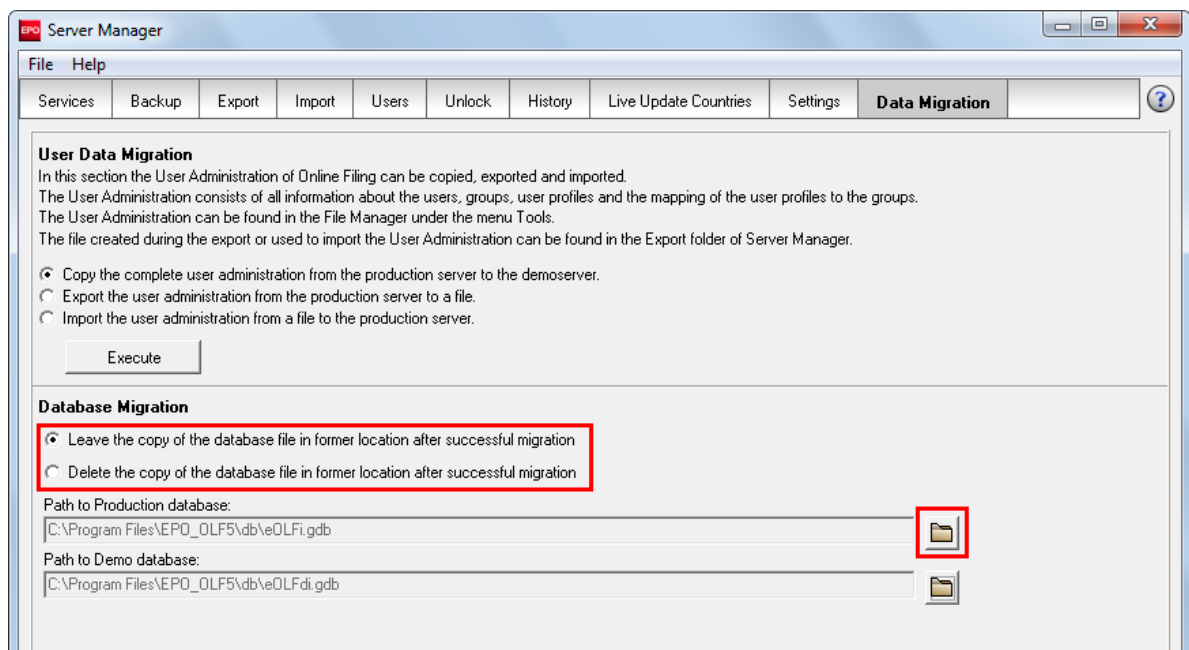 EPO Server Manager
File Help
Services Backup Export Import Users Unlock History Live Update Countries Settings Data Migration ?
User Data Migration
In this section the User Administration of Online Filing can be copied, exported and imported.
The User Administration consists of all information about the users, groups, user profiles and the mapping of the user profiles to the groups.
The User Administration can be found in the File Manager under the menu Tools.
The file created during the export or used to import the User Administration can be found in the Export folder of Server Manager.
Copy the complete user administration from the production server to the demoserver.
Export the user administration from the production server to a file.
Import the user administration from a file to the production server.
Execute
Database Migration
Leave the copy of the database file in former location after successful migration
Delete the copy of the database file in former location after successful migration
Path to Production database:
C:\Program Files\EPO_OLF5\db\eOLFi.gdb
Path to Demo database:
C:\Program Files\EPO_OLF5\db\eOLFdi.gdb